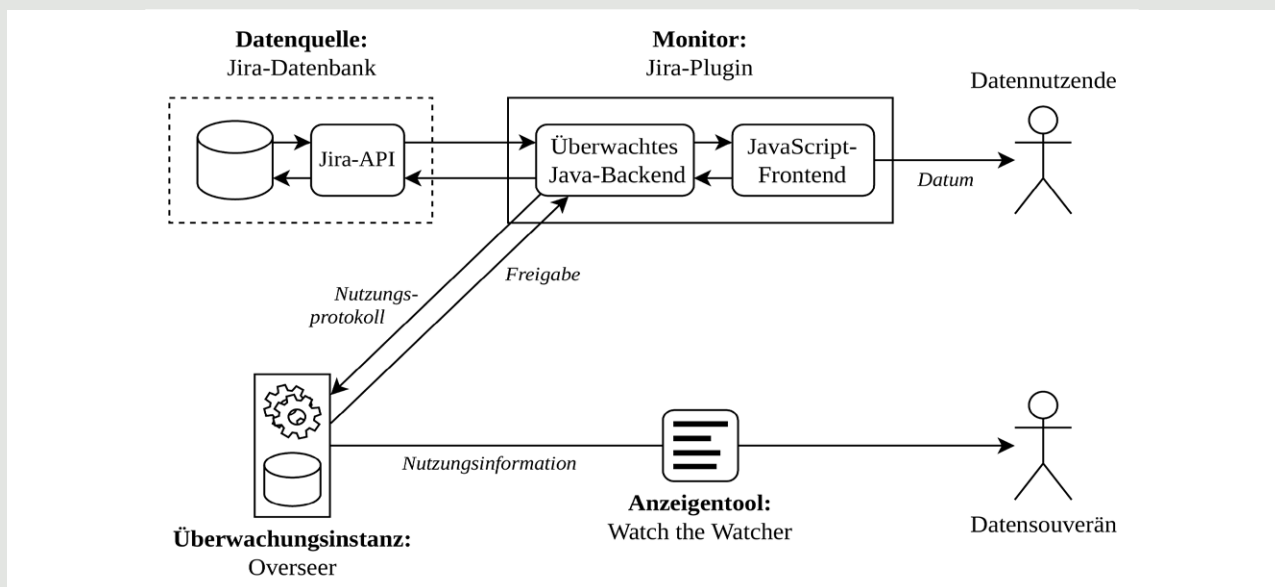 Datenquelle:
Jira-Datenbank
Monitor:
Jira-Plugin
Datennutzende
Jira-API
Überwachtes
Java-Backend
JavaScript-
Frontend
Datum
Nutzungs-
protokoll
Freigabe
Nutzungsinformation
Überwachungsinstanz:
Overseer
Anzeigentool:
Watch the Watcher
Datensouverän